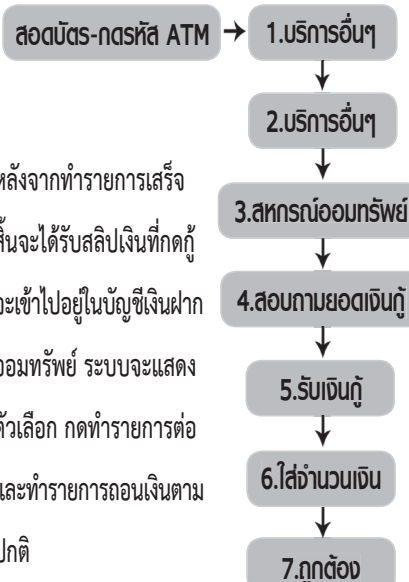 สอดบัตร-กดรหัส ATM
1.บริการอื่นๆ
2.บริการอื่นๆ
3.สหกรณ์ออมทรัพย์
4.สอบถามยอดเงินกู้
5.รับเงินกู้
6.ใส่จำนวนเงิน
7.ถูกต้อง
หลังจากทำรายการเสร็จ
สิ้นจะได้รับสลิปเงินที่กดกู้
จะเข้าไปอยู่ในบัญชีเงินฝาก
ออมทรัพย์ ระบบจะแสดง
ตัวเลือก กดทำรายการต่อ
และทำรายการถอนเงินตาม
ปกติ